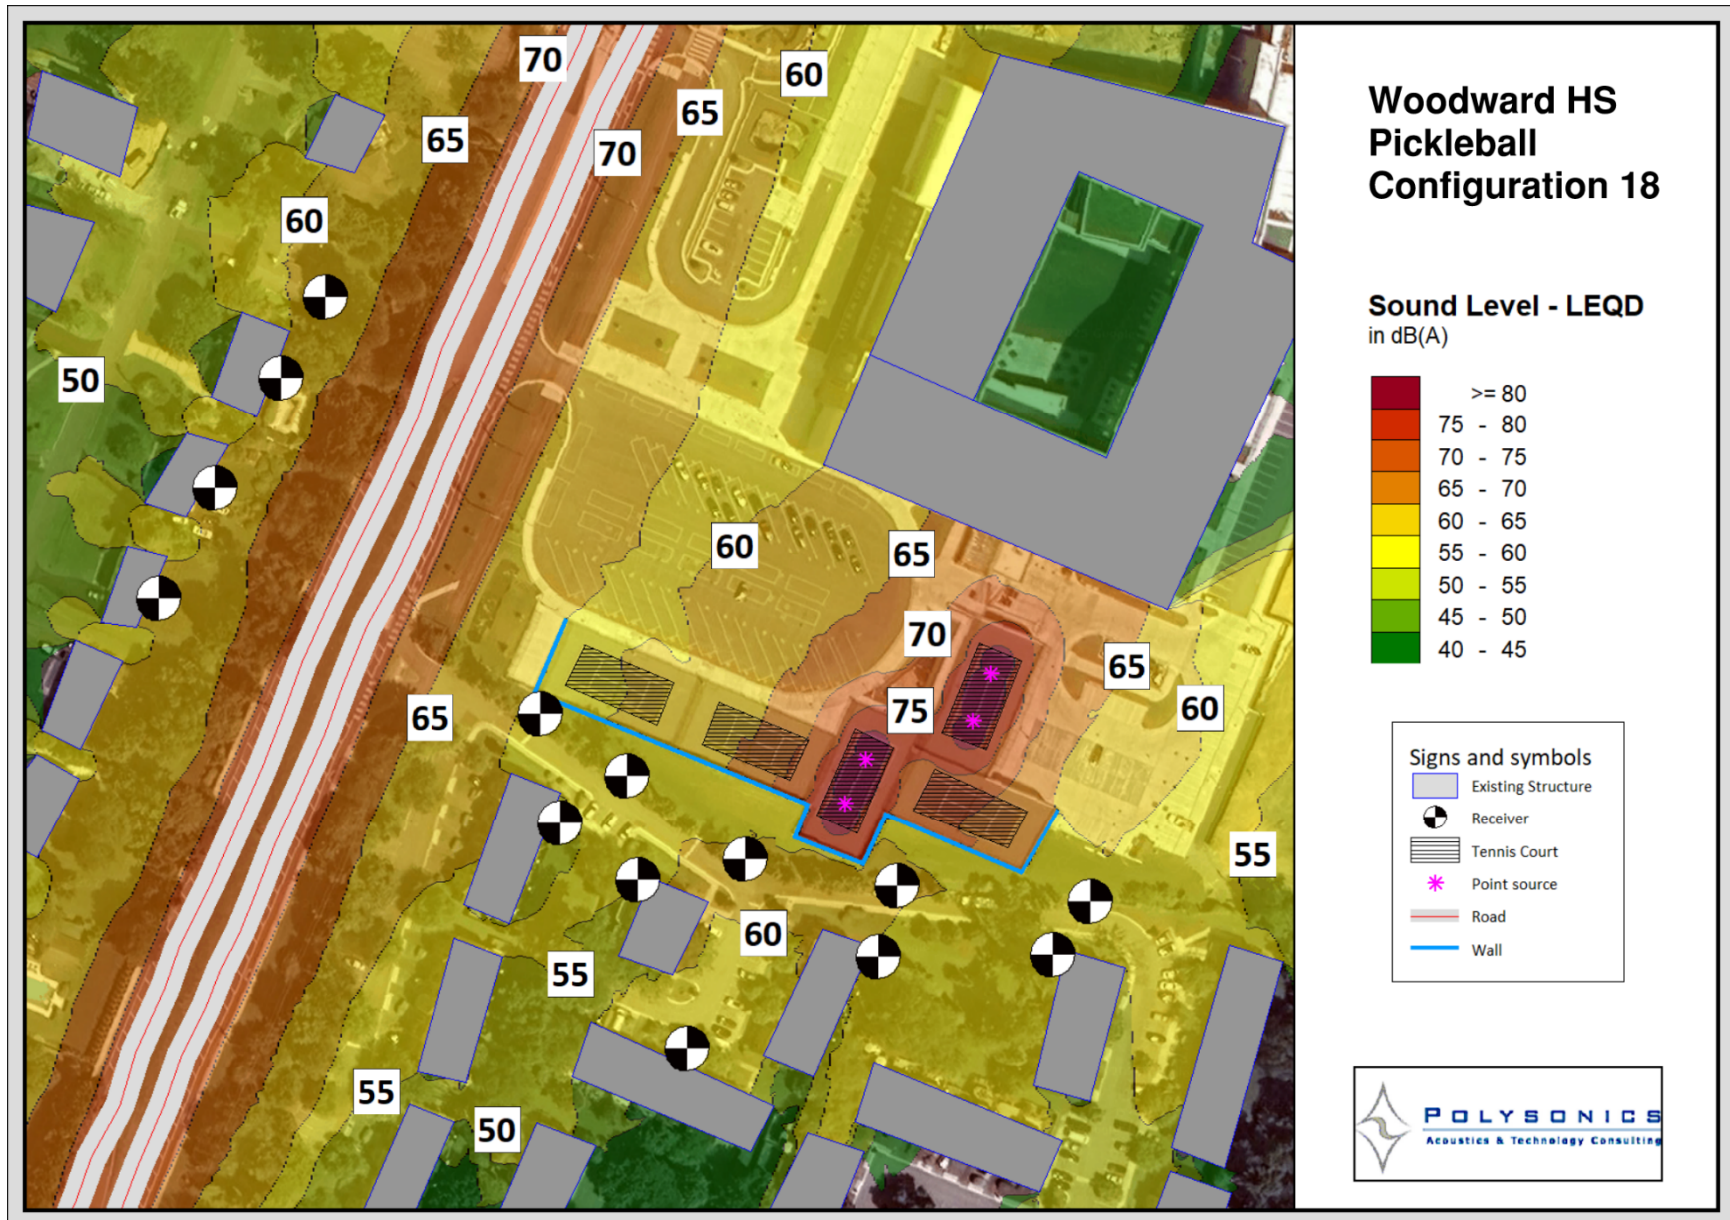 70
60
65
65
70
60
50
60
65
70
65
65
75
60
55
60
55
55
50
Woodward HS
Pickleball
Configuration 18
Sound Level - LEQD
in dB(A)
>= 80
75 - 80
70 - 75
65 - 70
60 - 65
55 - 60
50 - 55
45 - 50
40 - 45
Signs and symbols
Existing Structure
Receiver
Tennis Court
Point source
Road
Wall
POLYSONICS
Acoustics & Technology Consulting